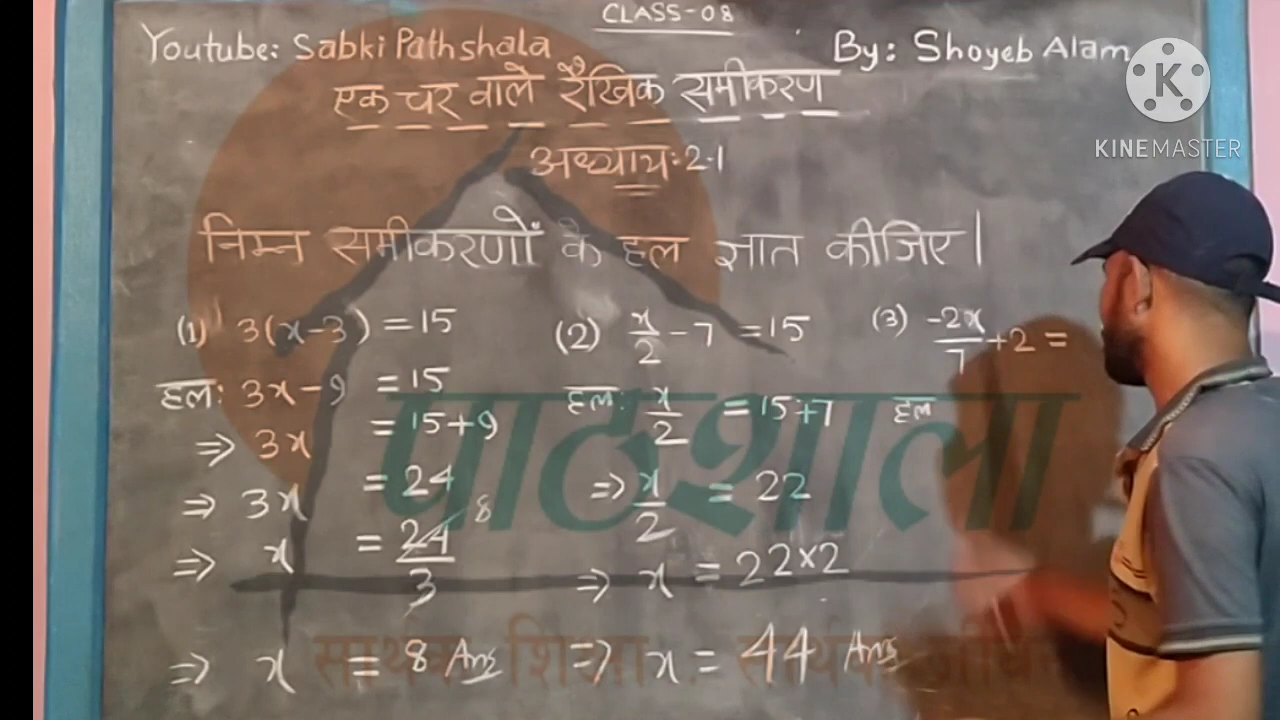 CLASS-08
Youtube: Sabki Pathshala By: Shoyeb Alam
एक चर वाले रैखिक समीकरण
KINEMASTER
अध्याय:2.1
निम्न समीकरणों के हल ज्ञात कीजिए।
(1) 3(x-3) = 15
हल: 3x-9 = 15
⇒ 3x = 15+9
⇒ 3x = 24
⇒ x = 24/3 8
⇒ x = 8 Ans
(2) x/2 - 7 = 15
हल: x/2 = 15+7
⇒ x/2 = 22
⇒ x = 22×2
⇒ x = 44 Ans
(3) -2x/7 + 2 =
हल
पाठशाला